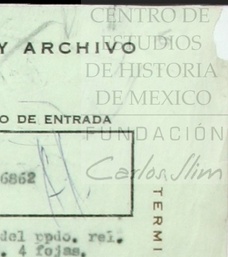 CENTRO DE
ESTUDIOS
DE HISTORIA
DE MEXICO
FUNDACIÓN
Carlos Slim
Y ARCHIVO
O DE ENTRADA
6862
del cpdo. rel.
. 4 fojas.
TERMI